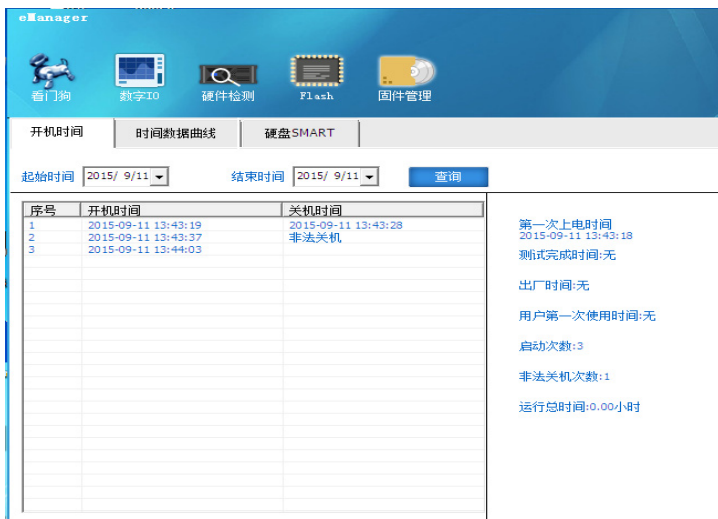 eManager
看门狗 数字IO 硬件检测 Flash 固件管理
开机时间 时间数据曲线 硬盘SMART
起始时间 2015/ 9/11 结束时间 2015/ 9/11 查询
序号 开机时间 关机时间
1 2015-09-11 13:43:19 2015-09-11 13:43:28
2 2015-09-11 13:43:37 非法关机
3 2015-09-11 13:44:03
第一次上电时间
2015-09-11 13:43:18
测试完成时间:无
出厂时间:无
用户第一次使用时间:无
启动次数:3
非法关机次数:1
运行总时间:0.00小时